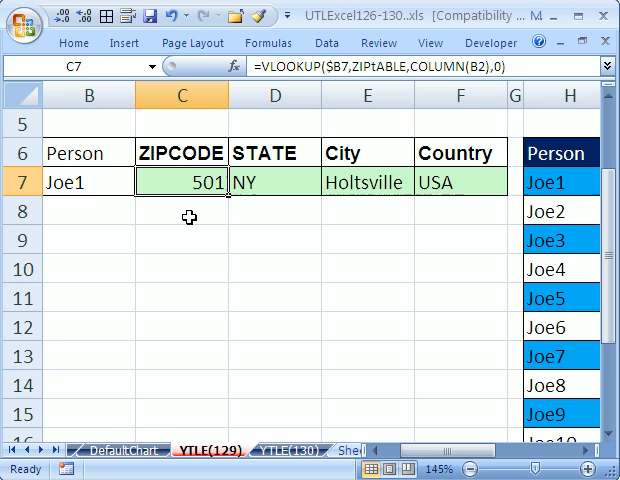 UTLExcel126-130..xls [Compatibility ... M...
Home Insert Page Layout Formulas Data Review View Developer
C7 fx =VLOOKUP($B7,ZIPtABLE,COLUMN(B2),0)
B C D E F G H
5
6 Person ZIPCODE STATE City Country Person
7 Joe1 501 NY Holtsville USA Joe1
8 Joe2
9 Joe3
10 Joe4
11 Joe5
12 Joe6
13 Joe7
14 Joe8
15 Joe9
16 Joe10
DefaultChart YTLE(129) YTLE(130) Shee
Ready 145%